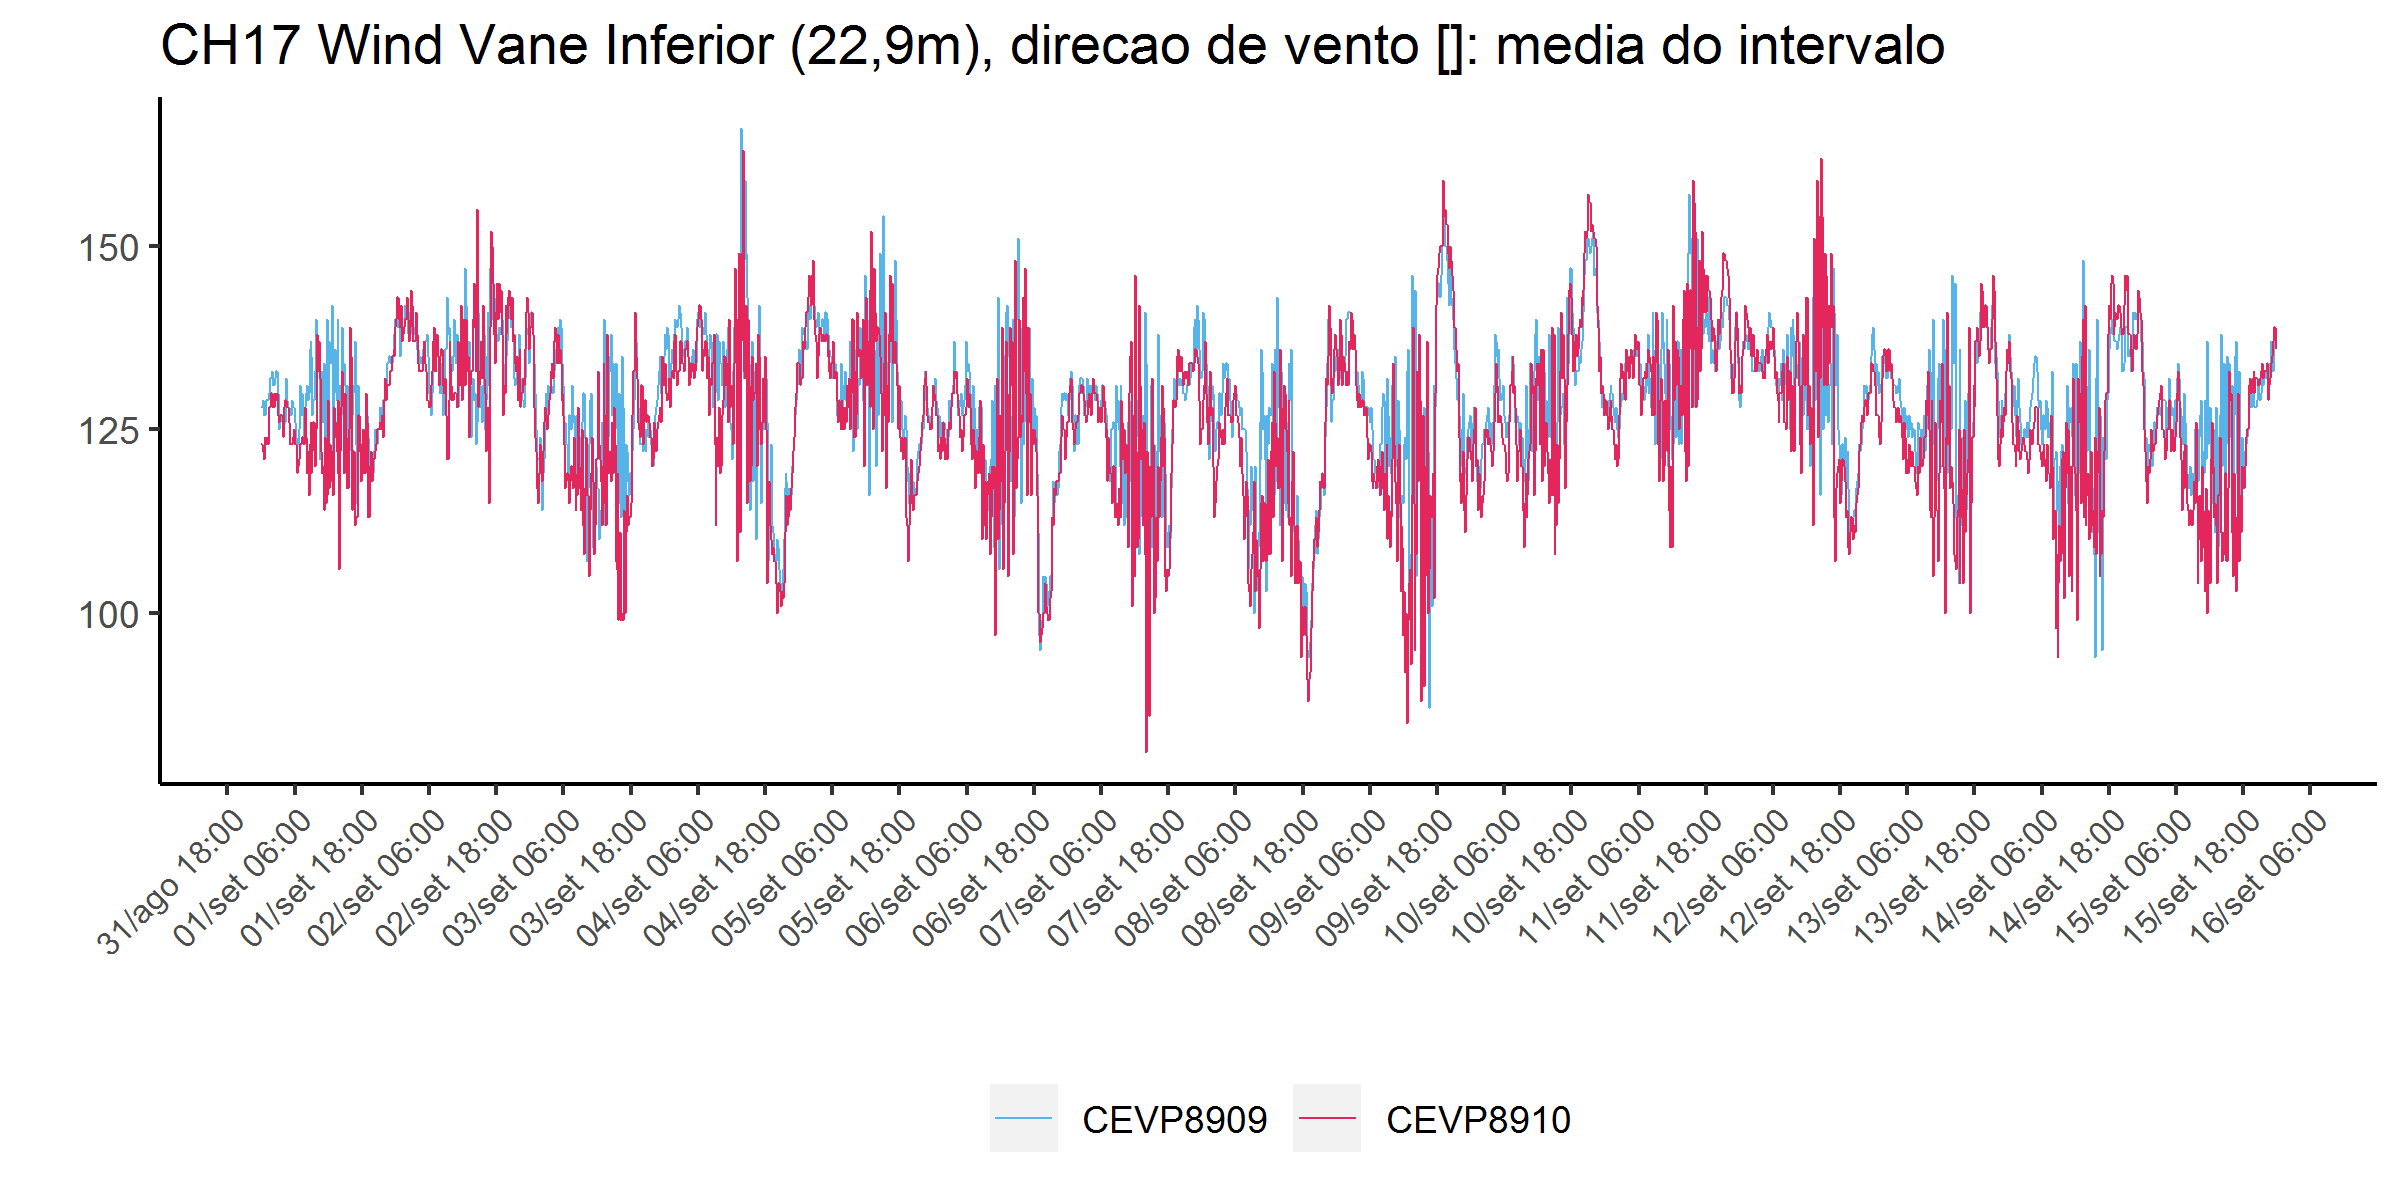 CH17 Wind Vane Inferior (22,9m), direcao de vento []: media do intervalo
150
125
100
31/ago 18:00
01/set 06:00
01/set 18:00
02/set 06:00
02/set 18:00
03/set 06:00
03/set 18:00
04/set 06:00
04/set 18:00
05/set 06:00
05/set 18:00
06/set 06:00
06/set 18:00
07/set 06:00
07/set 18:00
08/set 06:00
08/set 18:00
09/set 06:00
09/set 18:00
10/set 06:00
10/set 18:00
11/set 06:00
11/set 18:00
12/set 06:00
12/set 18:00
13/set 06:00
13/set 18:00
14/set 06:00
14/set 18:00
15/set 06:00
15/set 18:00
16/set 06:00
CEVP8909 CEVP8910